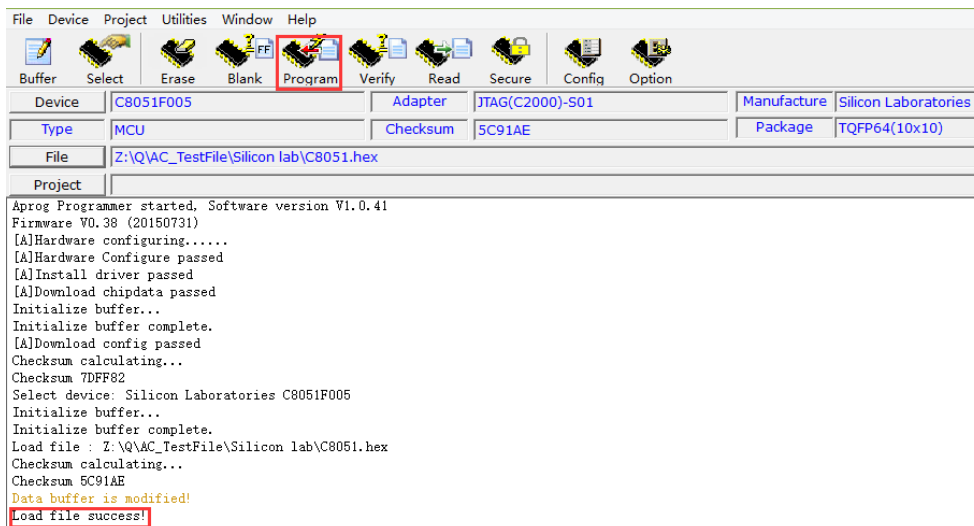 File Device Project Utilities Window Help
FF
Buffer Select Erase Blank Program Verify Read Secure Config Option
Device C8051F005 Adapter JTAG(C2000)-S01 Manufacture Silicon Laboratories
Type MCU Checksum 5C91AE Package TQFP64(10x10)
File Z:\Q\AC_TestFile\Silicon lab\C8051.hex
Project
Aprog Programmer started, Software version V1.0.41
Firmware V0.38 (20150731)
[A]Hardware configuring......
[A]Hardware Configure passed
[A]Install driver passed
[A]Download chipdata passed
Initialize buffer...
Initialize buffer complete.
[A]Download config passed
Checksum calculating...
Checksum 7DFF82
Select device: Silicon Laboratories C8051F005
Initialize buffer...
Initialize buffer complete.
Load file : Z:\Q\AC_TestFile\Silicon lab\C8051.hex
Checksum calculating...
Checksum 5C91AE
Data buffer is modified!
Load file success!